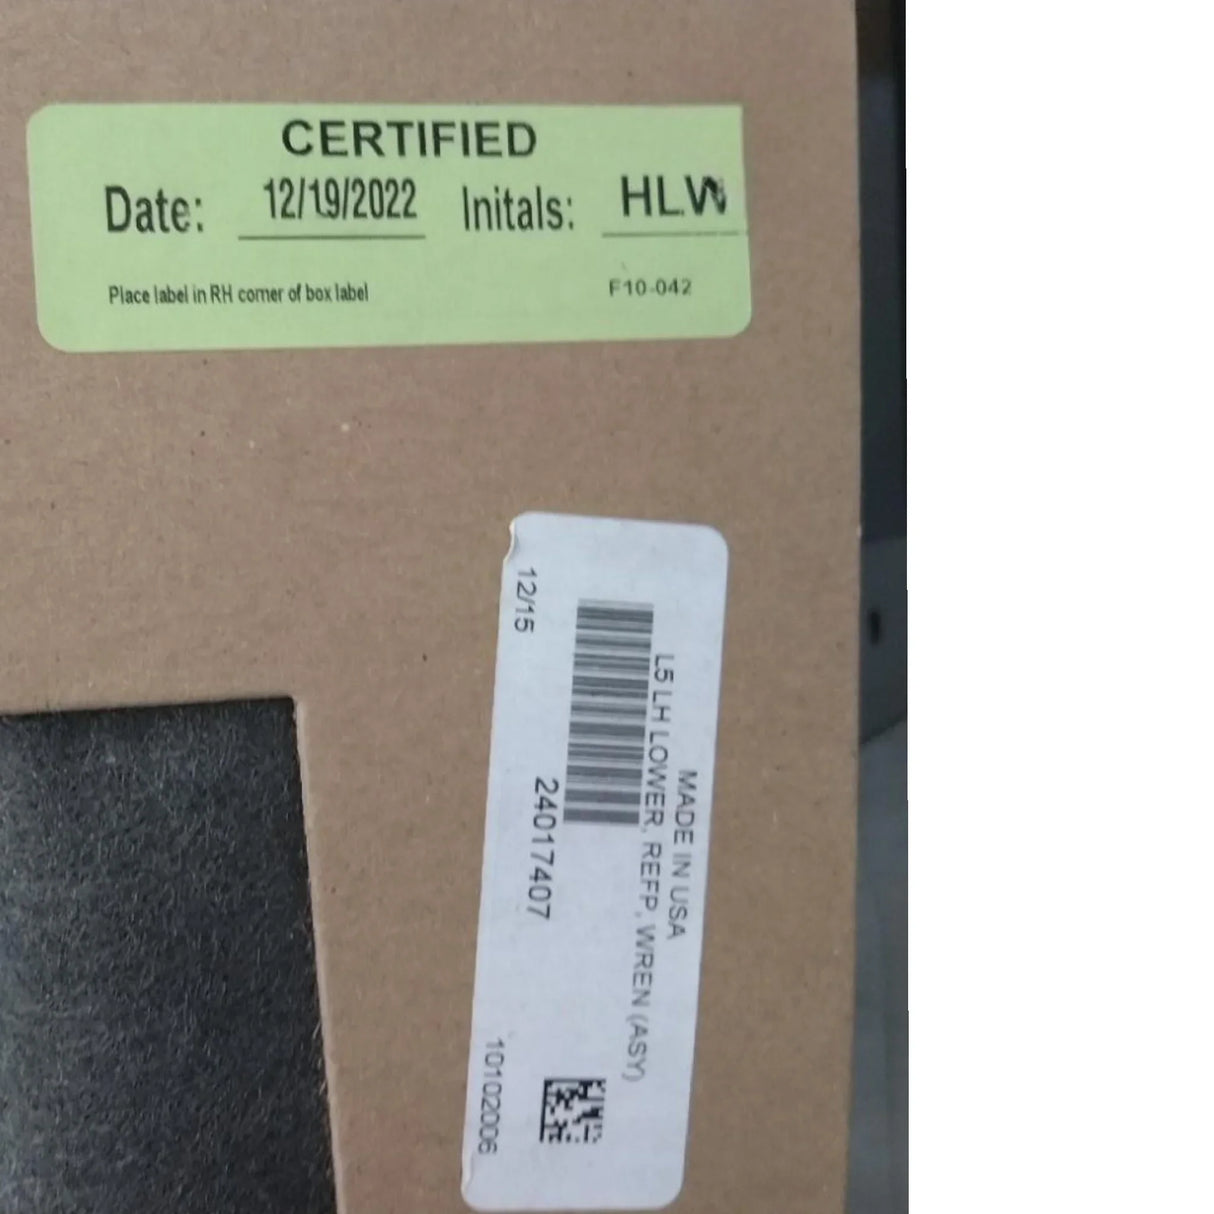 CERTIFIED
Date: 12/19/2022 Initals: HLW
Place label in RH corner of box label F10-042
MADE IN USA
L5 LH LOWER, REFP, WREN (ASY)
24017407
12/15 10102006